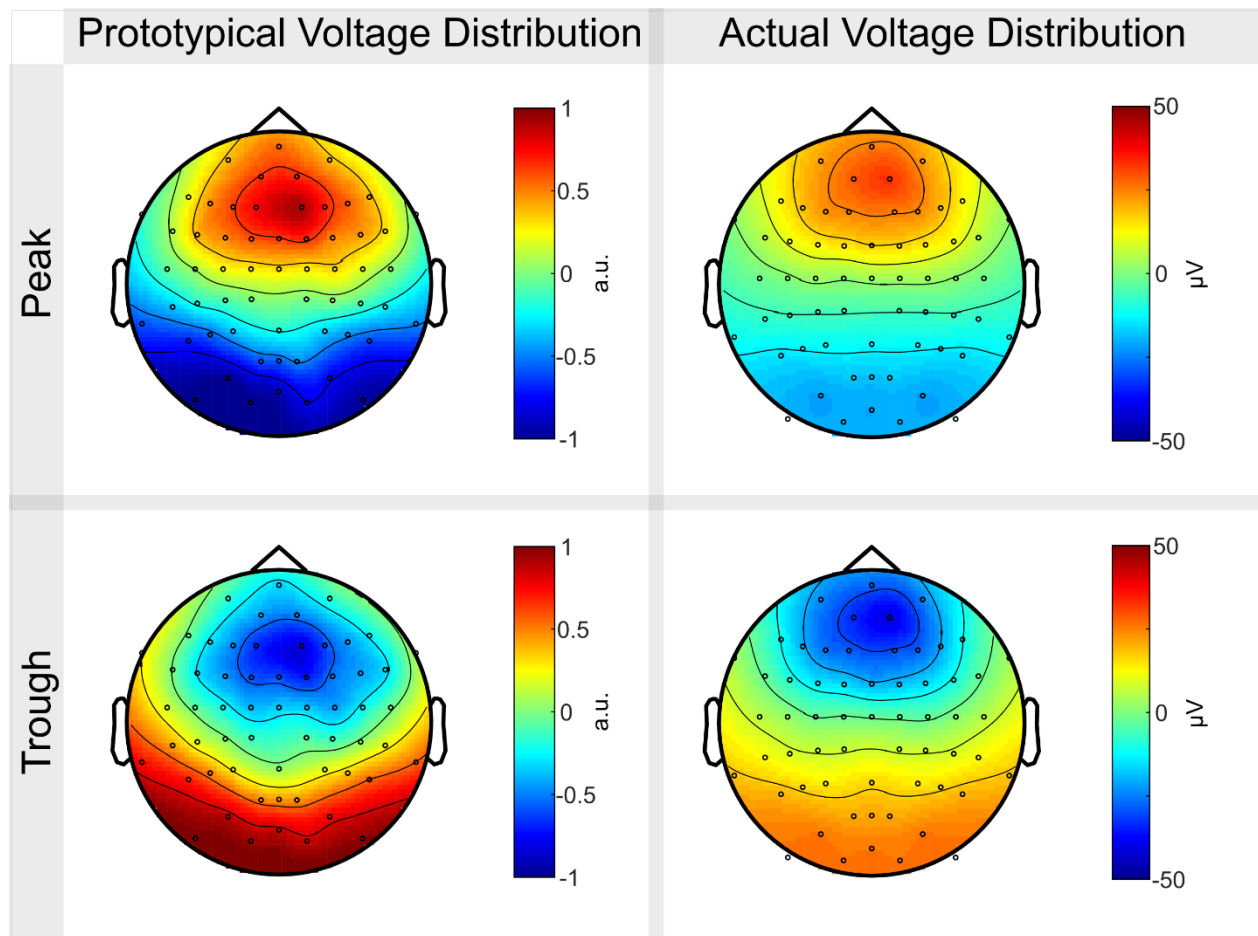 Prototypical Voltage Distribution
Actual Voltage Distribution
Peak
1
0.5
0
-0.5
-1
a.u.
50
0
-50
µV
Trough
1
0.5
0
-0.5
-1
a.u.
50
0
-50
µV